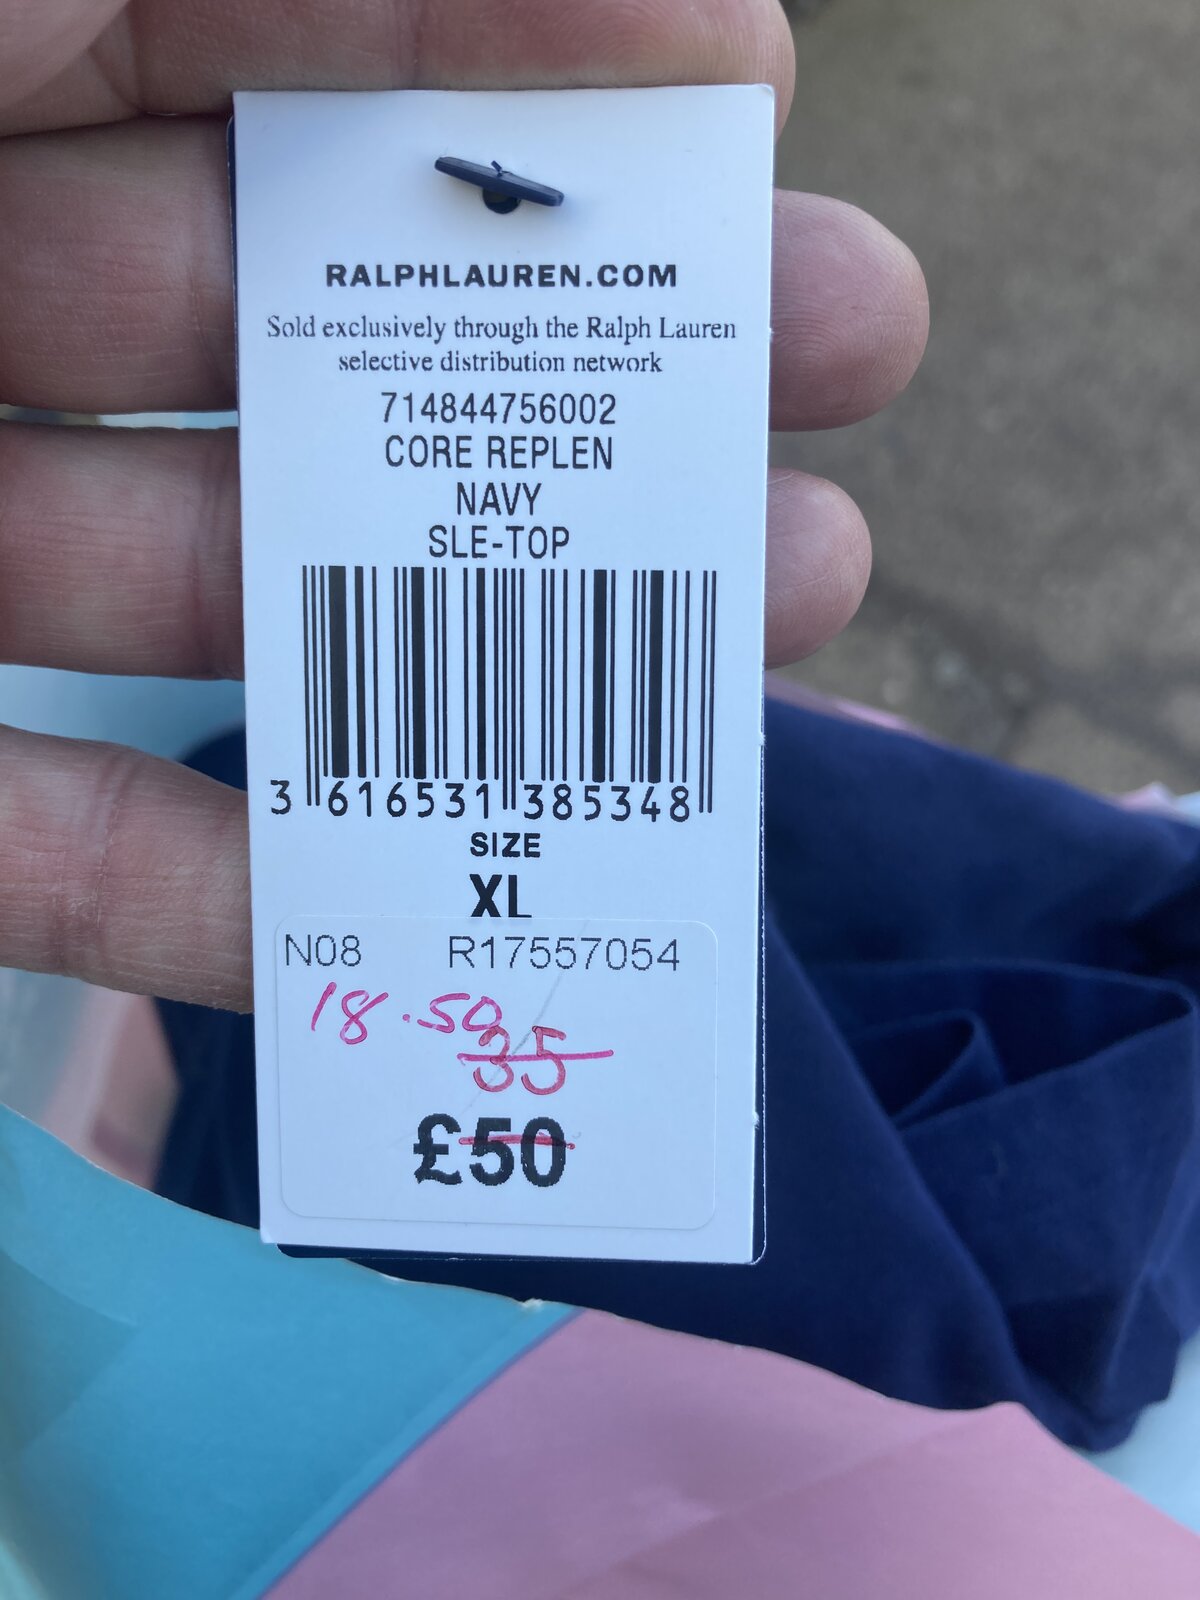 RALPHLAUREN.COM
Sold exclusively through the Ralph Lauren
selective distribution network
714844756002
CORE REPLEN
NAVY
SLE-TOP
3 616531 385348
SIZE
XL
N08 R17557054
18.50
35
£50